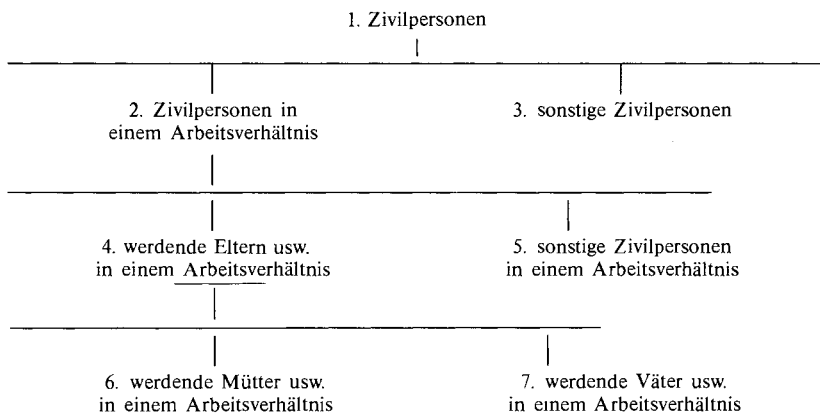 1. Zivilpersonen
2. Zivilpersonen in
einem Arbeitsverhältnis
3. sonstige Zivilpersonen
4. werdende Eltern usw.
in einem Arbeitsverhältnis
5. sonstige Zivilpersonen
in einem Arbeitsverhältnis
6. werdende Mütter usw.
in einem Arbeitsverhältnis
7. werdende Väter usw.
in einem Arbeitsverhältnis